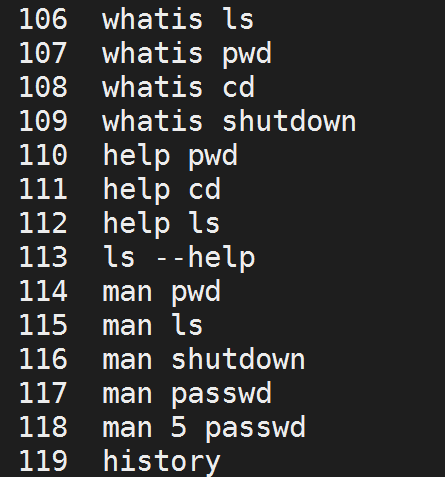 106 whatis ls
107 whatis pwd
108 whatis cd
109 whatis shutdown
110 help pwd
111 help cd
112 help ls
113 ls --help
114 man pwd
115 man ls
116 man shutdown
117 man passwd
118 man 5 passwd
119 history